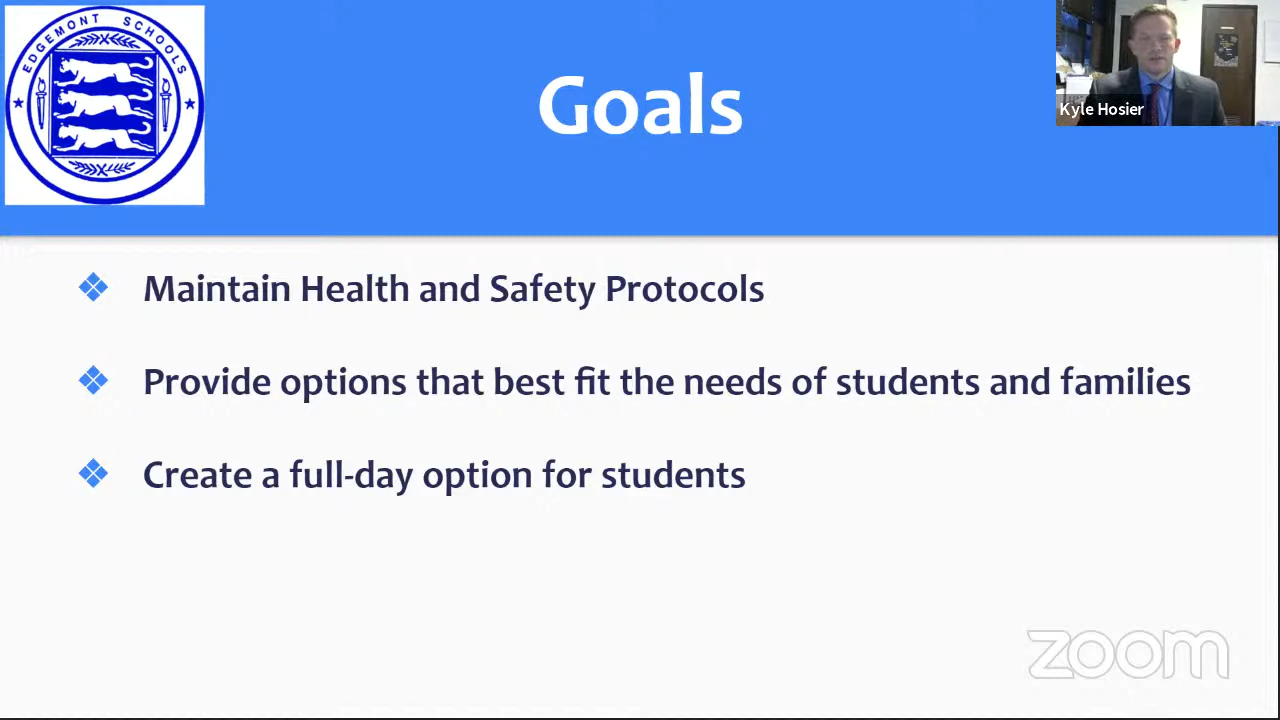 EDGEMONT SCHOOLS
Goals
Kyle Hosier
Maintain Health and Safety Protocols
Provide options that best fit the needs of students and families
Create a full-day option for students
zoom